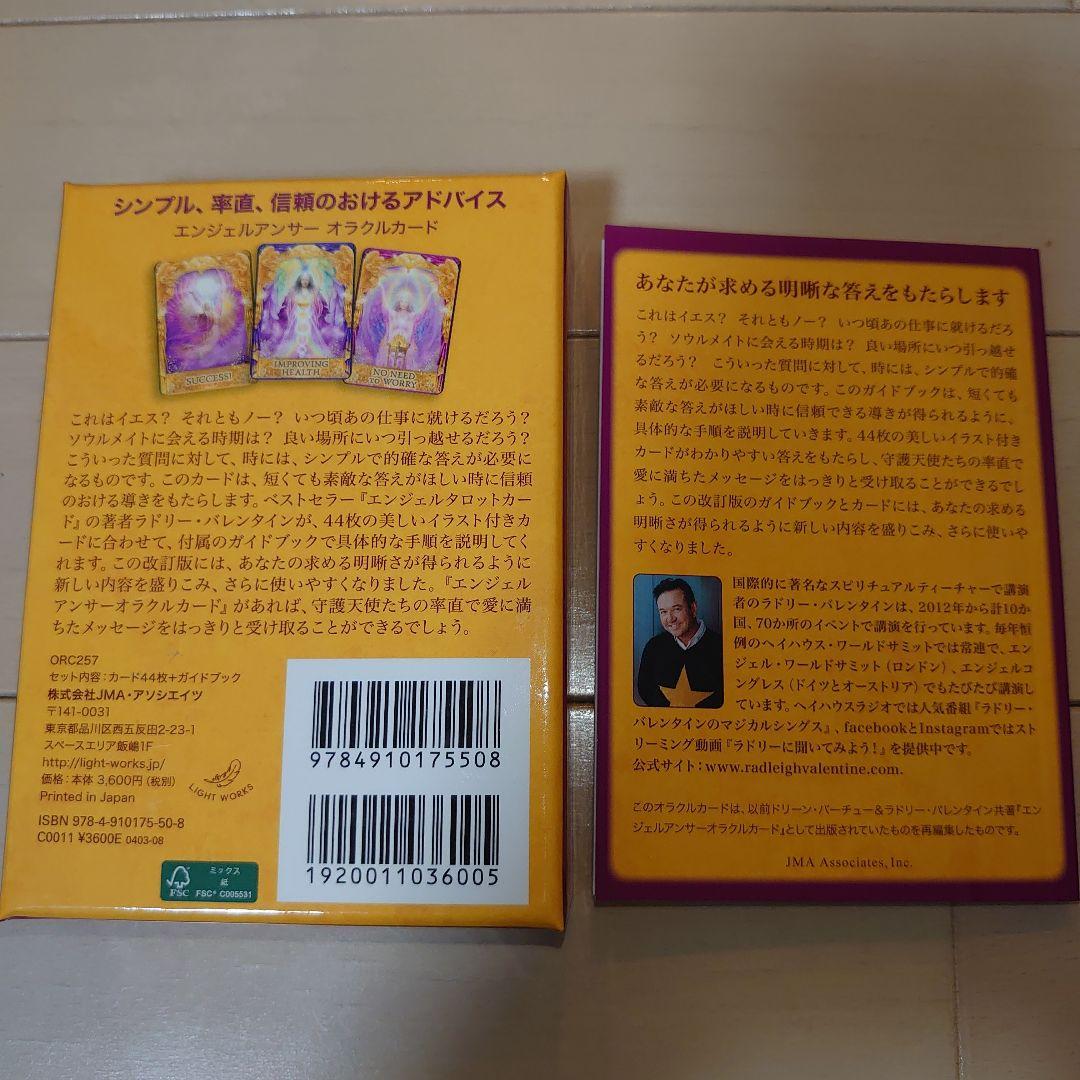 シンプル、率直、信頼のおけるアドバイス
エンジェルアンサー オラクルカード
SUCCESS!
IMPROVING
HEALTH
NO NEED
TO WORRY
これはイエス? それともノー? いつ頃あの仕事に就けるだろう?
ソウルメイトに会える時期は? 良い場所にいつ引っ越せるだろう?
こういった質問に対して、時には、シンプルで的確な答えが必要に
なるものです。このカードは、短くても素敵な答えがほしい時に信頼
のおける導きをもたらします。ベストセラー『エンジェルタロットカー
ド』の著者ラドリー・バレンタインが、44枚の美しいイラスト付きカ
ードに合わせて、付属のガイドブックで具体的な手順を説明してく
れます。この改訂版には、あなたの求める明晰さが得られるように
新しい内容を盛りこみ、さらに使いやすくなりました。『エンジェル
アンサーオラクルカード』があれば、守護天使たちの率直で愛に満
ちたメッセージをはっきりと受け取ることができるでしょう。
ORC257
セット内容:カード44枚+ガイドブック
株式会社JMA・アソシエイツ
〒141-0031
東京都品川区西五反田2-23-1
スペースエリア飯嶋1F
http://light-works.jp/
価格:本体 3,600円(税別)
Printed in Japan
LIGHT WORKS
ISBN 978-4-910175-50-8
C0011 ¥3600E 0403-08
FSC
ミックス
紙
FSC® C005531
9784910175508
1920011036005
あなたが求める明晰な答えをもたらします
これはイエス? それともノー? いつ頃あの仕事に就けるだろ
う? ソウルメイトに会える時期は? 良い場所にいつ引っ越せ
るだろう? こういった質問に対して、時には、シンプルで的確
な答えが必要になるものです。このガイドブックは、短くても
素敵な答えがほしい時に信頼できる導きが得られるように、
具体的な手順を説明していきます。44枚の美しいイラスト付き
カードがわかりやすい答えをもたらし、守護天使たちの率直で
愛に満ちたメッセージをはっきりと受け取ることができるでし
ょう。この改訂版のガイドブックとカードには、あなたの求める
明晰さが得られるように新しい内容を盛りこみ、さらに使いや
すくなりました。
国際的に著名なスピリチュアルティーチャーで講演
者のラドリー・バレンタインは、2012年から計10か
国、70か所のイベントで講演を行っています。毎年恒
例のヘイハウス・ワールドサミットでは常連で、エン
ジェル・ワールドサミット(ロンドン)、エンジェルコ
ングレス(ドイツとオーストリア)でもたびたび講演し
ています。ヘイハウスラジオでは人気番組『ラドリー・
バレンタインのマジカルシングス』、facebookとInstagramではスト
リーミング動画『ラドリーに聞いてみよう!』を提供中です。
公式サイト:www.radleighvalentine.com.
このオラクルカードは、以前ドリーン・バーチュー&ラドリー・バレンタイン共著『エン
ジェルアンサーオラクルカード』として出版されていたものを再編集したものです。
JMA Associates, Inc.